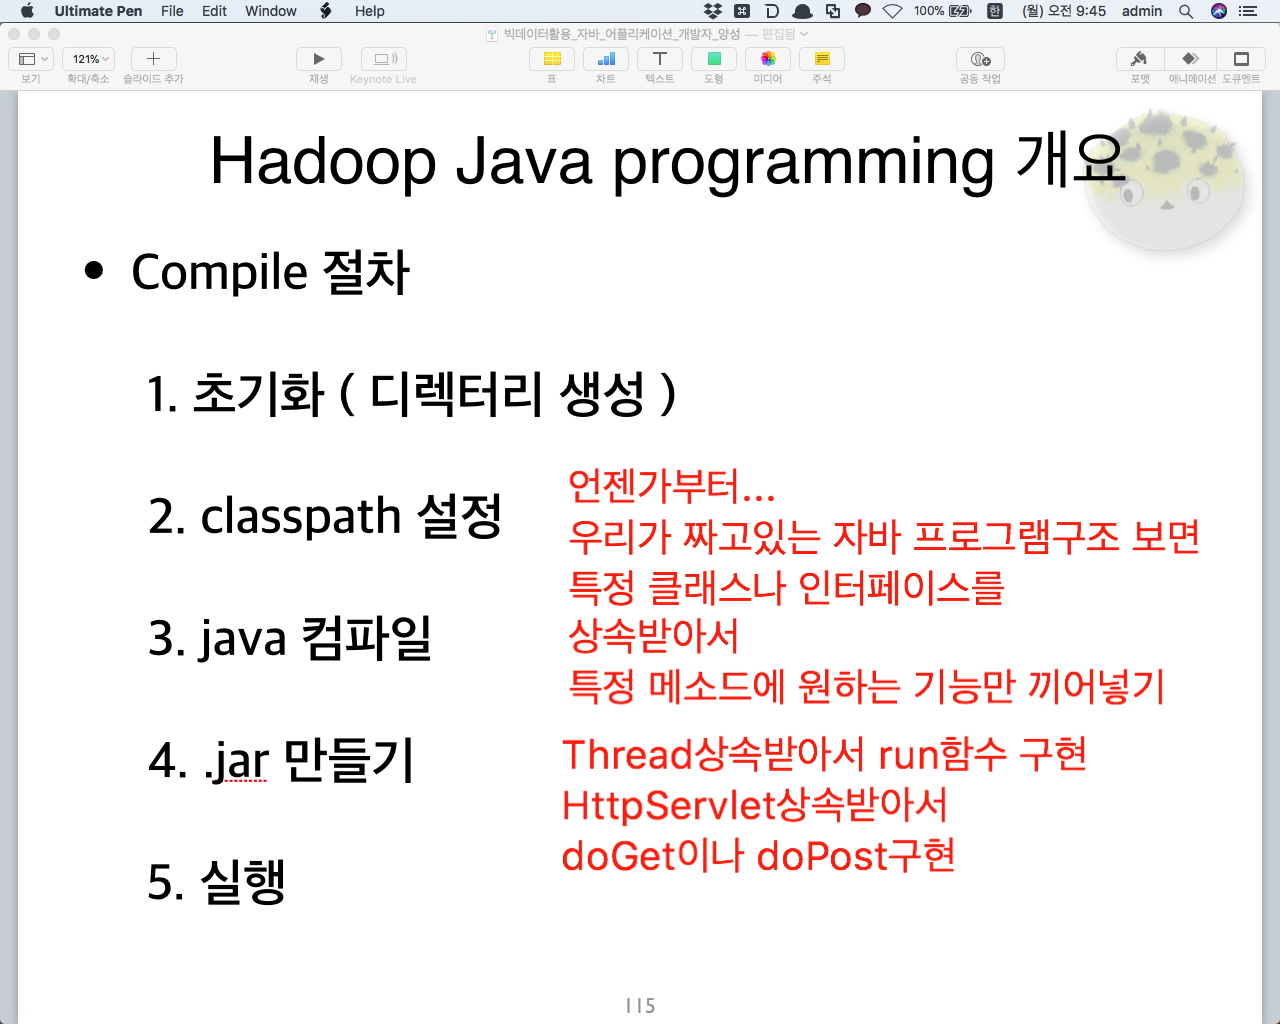 Ultimate Pen File Edit Window Help 100% 한 (월) 오전 9:45 admin
빅데이터활용_자바_어플리케이션_개발자_양성 — 편집됨
121%
보기 확대/축소 슬라이드 추가 재생 Keynote Live 표 차트 텍스트 도형 미디어 주석 공동 작업 포맷 애니메이션 도큐멘트
Hadoop Java programming 개요
• Compile 절차
1. 초기화 ( 디렉터리 생성 )
2. classpath 설정
3. java 컴파일
4. .jar 만들기
5. 실행
언젠가부터...
우리가 짜고있는 자바 프로그램구조 보면
특정 클래스나 인터페이스를
상속받아서
특정 메소드에 원하는 기능만 끼어넣기
Thread상속받아서 run함수 구현
HttpServlet상속받아서
doGet이나 doPost구현
115